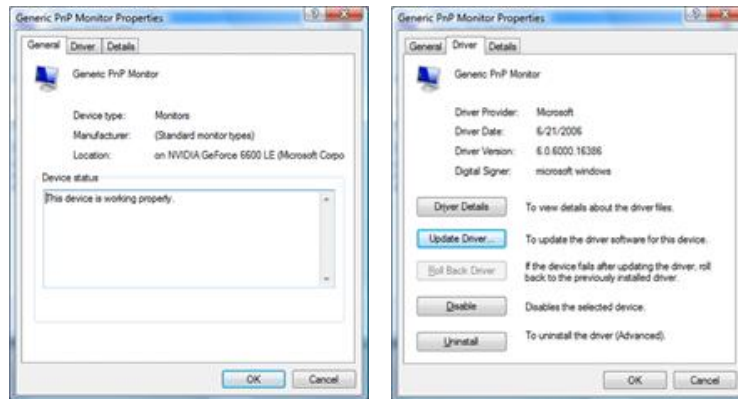 Generic PnP Monitor Properties
General Driver Details
Generic PnP Monitor
Device type: Monitors
Manufacturer: (Standard monitor types)
Location: on NVIDIA GeForce 6600 LE (Microsoft Corpo
Device status
This device is working properly.
OK Cancel
Generic PnP Monitor Properties
General Driver Details
Generic PnP Monitor
Driver Provider: Microsoft
Driver Date: 6/21/2006
Driver Version: 6.0.6000.16386
Digital Signer: microsoft windows
Driver Details To view details about the driver files.
Update Driver... To update the driver software for this device.
Roll Back Driver If the device fails after updating the driver, roll
back to the previously installed driver.
Disable Disables the selected device.
Uninstall To uninstall the driver (Advanced).
OK Cancel